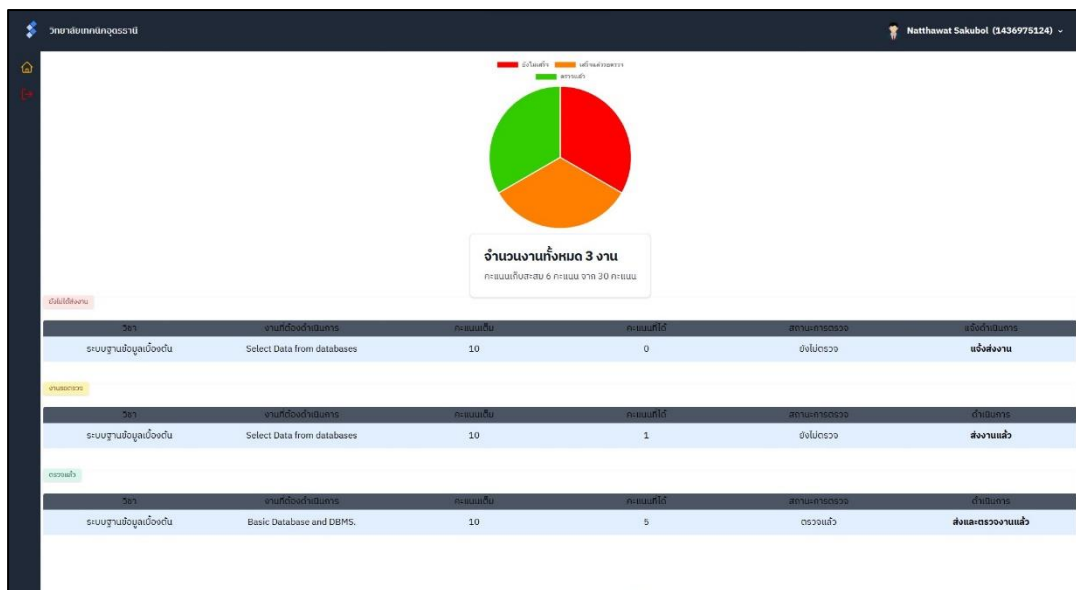 วิทยาลัยเทคนิคอุดรธานี
Natthawat Sakubol (1436975124)
ยังไม่เสร็จ เสร็จแล้วรอตรวจ
ตรวจแล้ว
จำนวนงานทั้งหมด 3 งาน
คะแนนเก็บสะสม 6 คะแนน จาก 30 คะแนน
ยังไม่ได้ส่งงาน
วิชา งานที่ต้องดำเนินการ คะแนนเต็ม คะแนนที่ได้ สถานะการตรวจ แจ้งดำเนินการ
ระบบฐานข้อมูลเบื้องต้น Select Data from databases 10 0 ยังไม่ตรวจ แจ้งส่งงาน
งานรอตรวจ
วิชา งานที่ต้องดำเนินการ คะแนนเต็ม คะแนนที่ได้ สถานะการตรวจ ดำเนินการ
ระบบฐานข้อมูลเบื้องต้น Select Data from databases 10 1 ยังไม่ตรวจ ส่งงานแล้ว
ตรวจแล้ว
วิชา งานที่ต้องดำเนินการ คะแนนเต็ม คะแนนที่ได้ สถานะการตรวจ ดำเนินการ
ระบบฐานข้อมูลเบื้องต้น Basic Database and DBMS. 10 5 ตรวจแล้ว ส่งและตรวจงานแล้ว